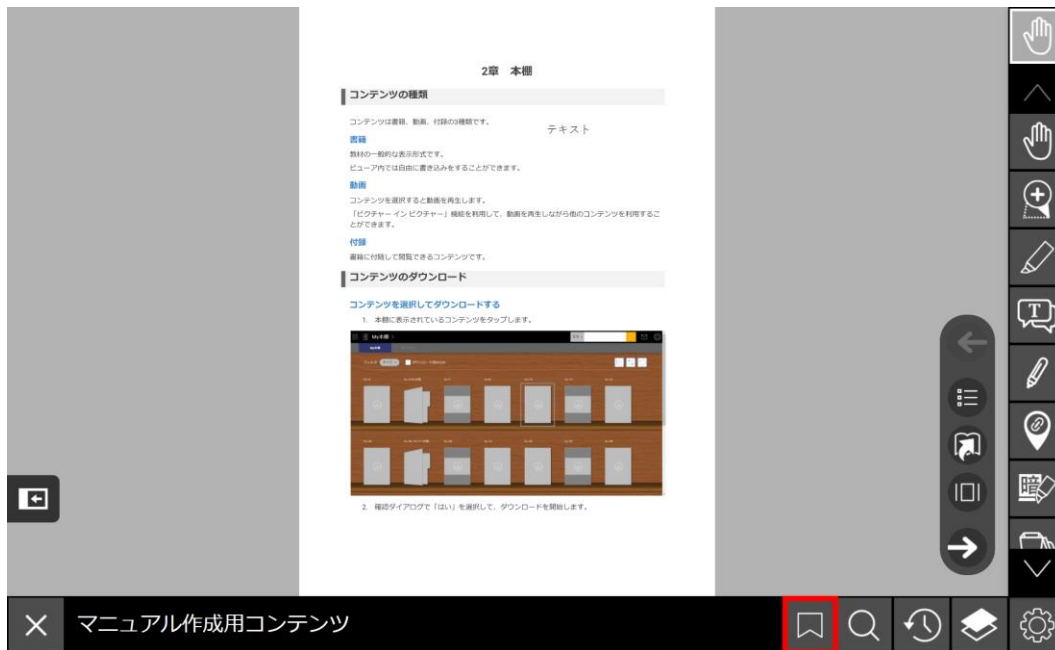 2章 本棚
コンテンツの種類
コンテンツは書籍、動画、付録の3種類です。
テキスト
書籍
教材の一般的な表示形式です。
ビューア内では自由に書き込みをすることができます。
動画
コンテンツを選択すると動画を再生します。
「ピクチャー イン ピクチャー」機能を利用して、動画を再生しながら他のコンテンツを利用するこ
とができます。
付録
書籍に付随して閲覧できるコンテンツです。
コンテンツのダウンロード
コンテンツを選択してダウンロードする
1. 本棚に表示されているコンテンツをタップします。
My本棚
2. 確認ダイアログで「はい」を選択して、ダウンロードを開始します。
T
暗
マニュアル作成用コンテンツ